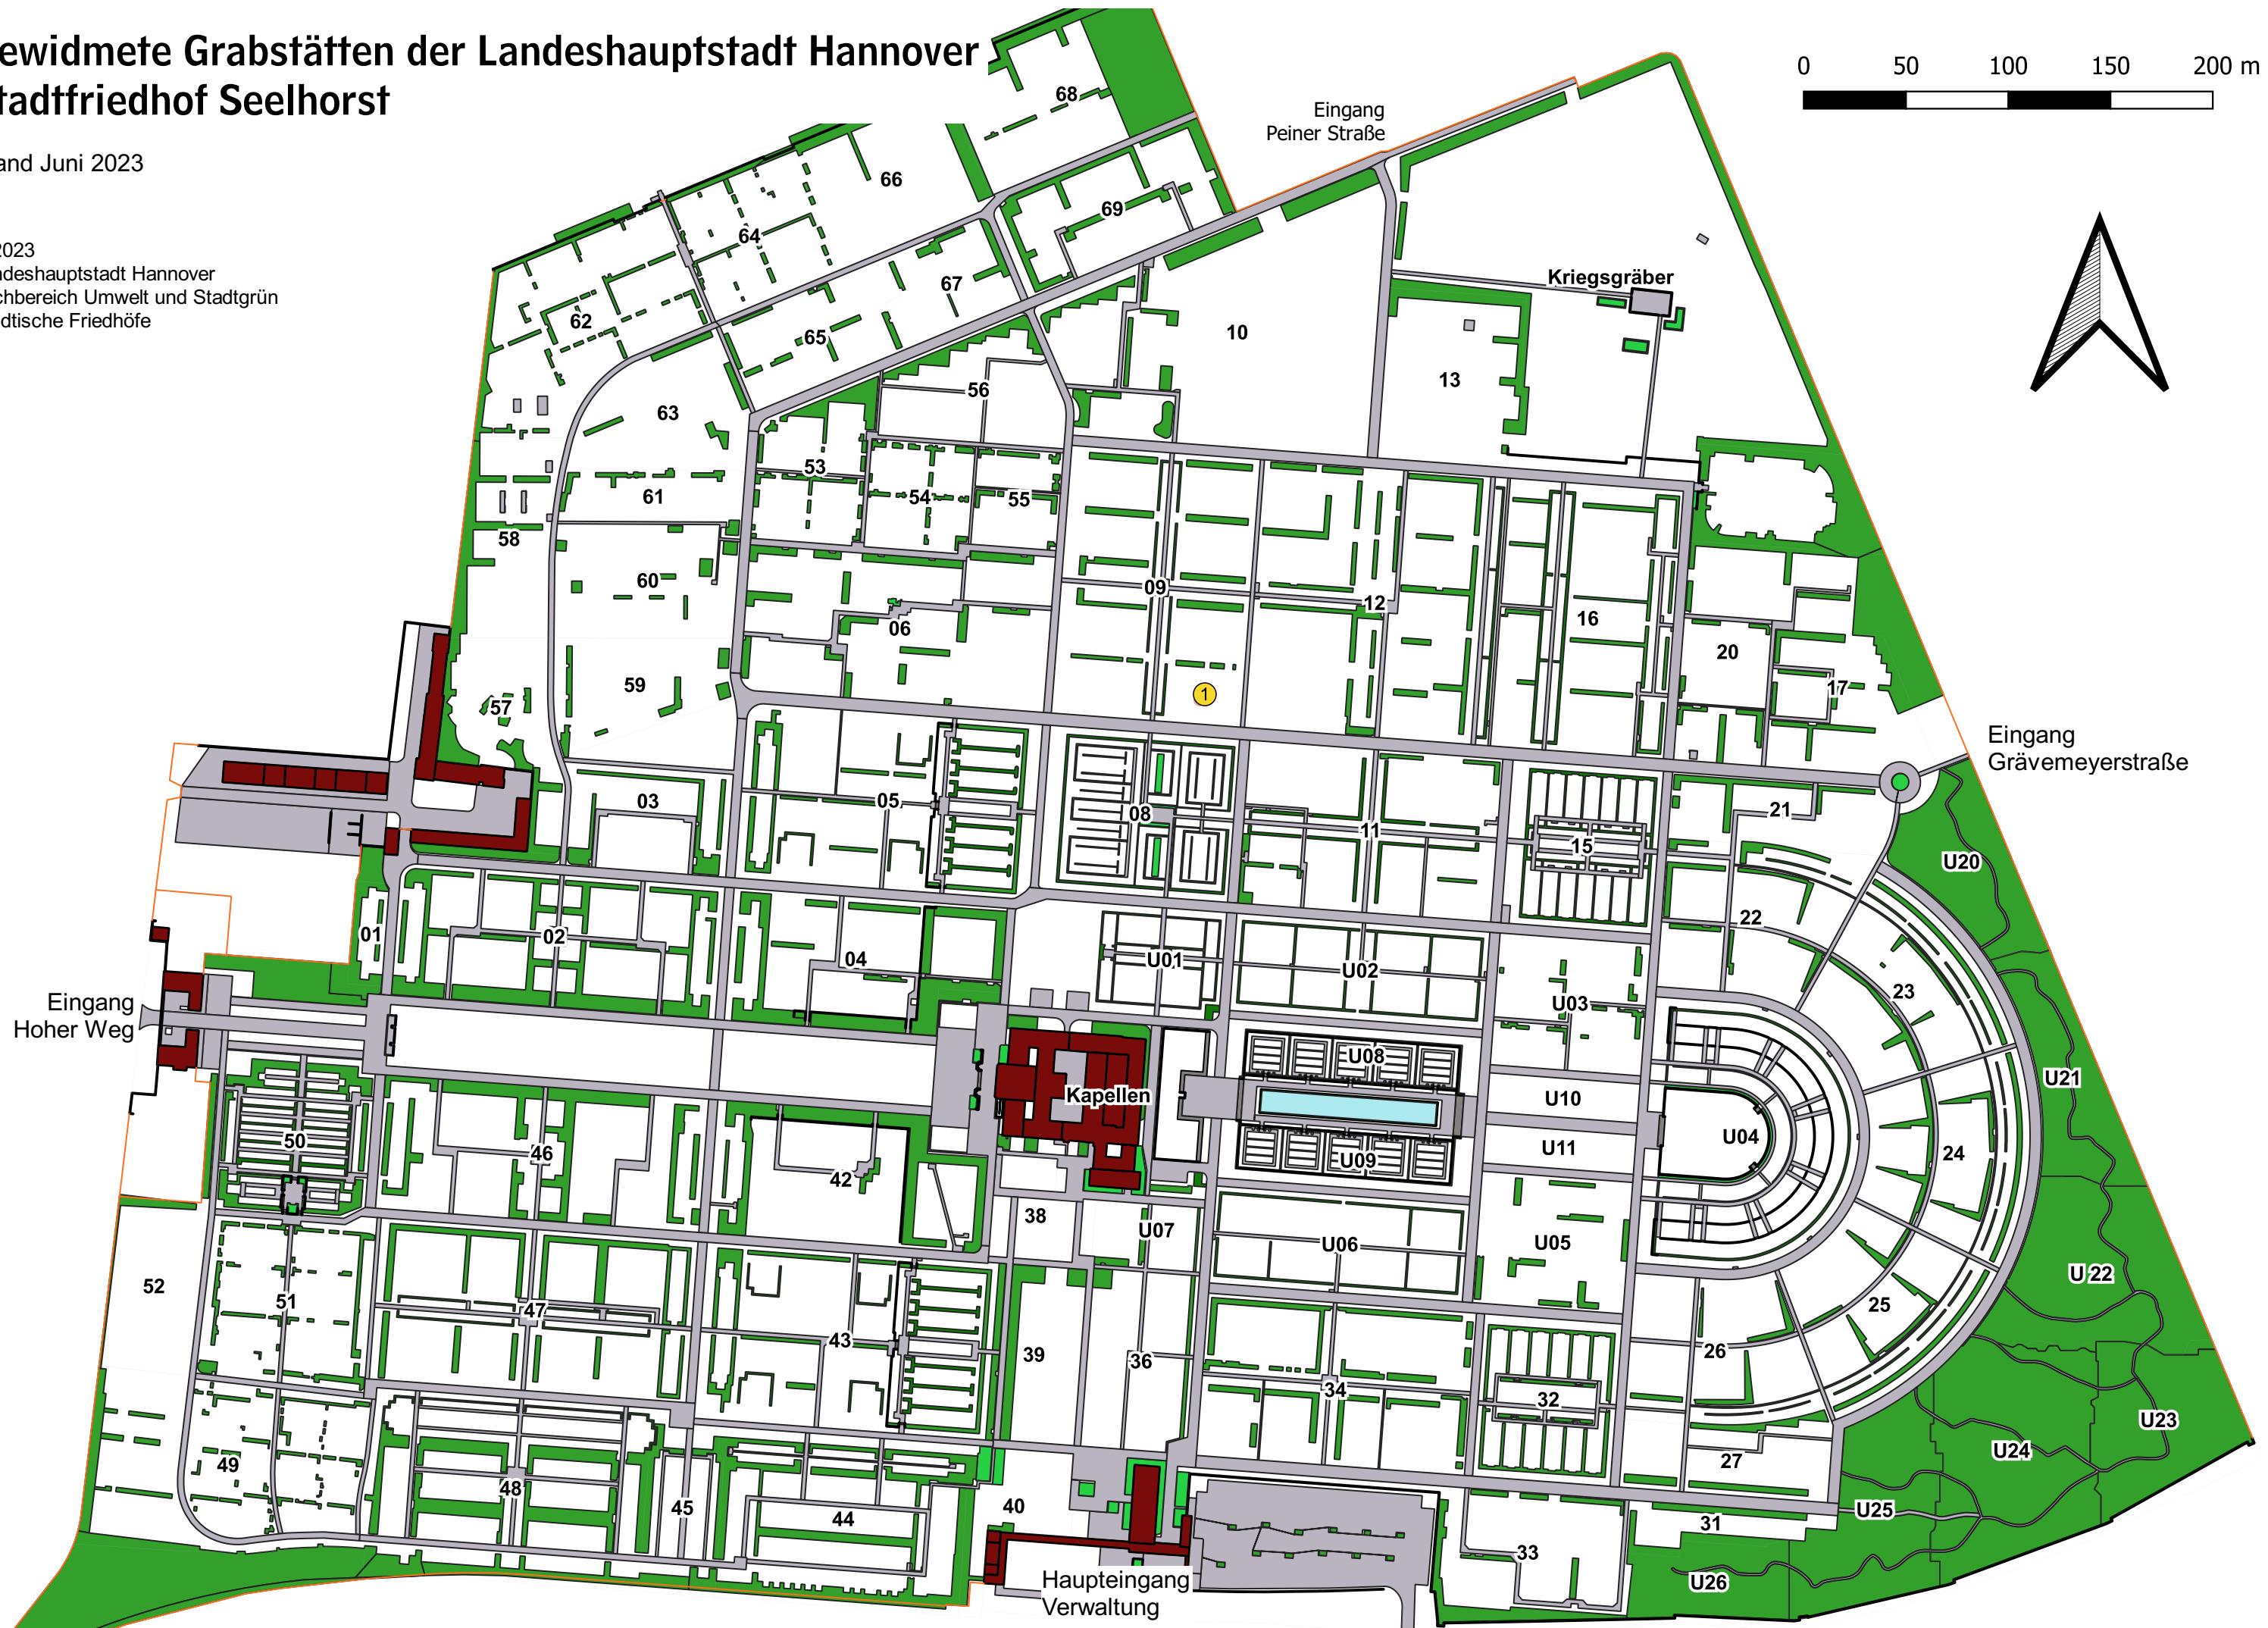 ewidmete Grabstätten der Landeshauptstadt Hannover
tadtfriedhof Seelhorst
and Juni 2023
2023
ndeshauptstadt Hannover
chbereich Umwelt und Stadtgrün
dtische Friedhöfe
0 50 100 150 200 m
Eingang
Peiner Straße
68
66
69
64
67
Kriegsgräber
62
65
10
13
56
63
53
54
55
61
58
60
09
12
16
06
20
59
17
57
1
Eingang
Grävemeyerstraße
03
05
08
11
21
15
U20
22
01
02
04
U01
U02
U03
23
Eingang
Hoher Weg
U08
U21
Kapellen
U10
U04
50
46
U11
24
42
U09
38
U07
U06
U05
U 22
52
51
47
43
39
36
25
26
34
32
U23
U24
49
48
45
44
40
27
U25
31
33
U26
Haupteingang
Verwaltung